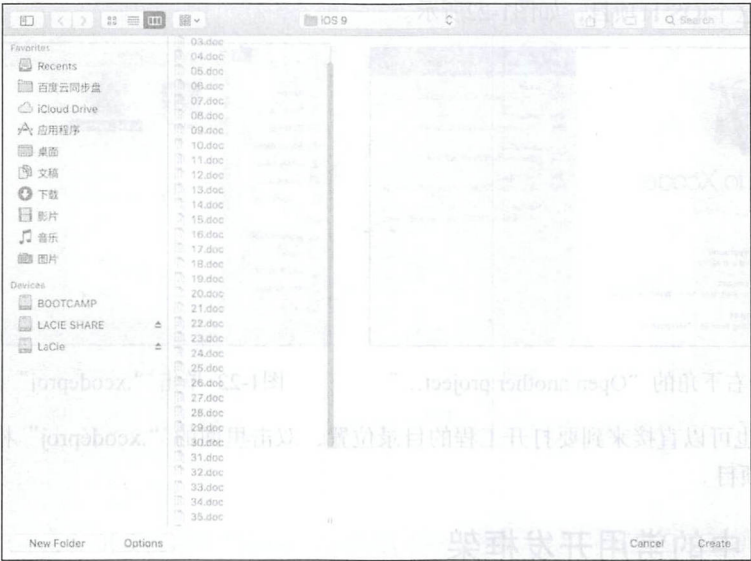 iOS 9
Search
Favorites
Recents
百度云同步盘
iCloud Drive
应用程序
桌面
文稿
下载
影片
音乐
图片
Devices
BOOTCAMP
LACIE SHARE
LaCie
03.doc
04.doc
05.doc
06.doc
07.doc
08.doc
09.doc
10.doc
11.doc
12.doc
13.doc
14.doc
15.doc
16.doc
17.doc
18.doc
19.doc
20.doc
21.doc
22.doc
23.doc
24.doc
25.doc
26.doc
27.doc
28.doc
29.doc
30.doc
31.doc
32.doc
33.doc
34.doc
35.doc
New Folder
Options
Cancel
Create